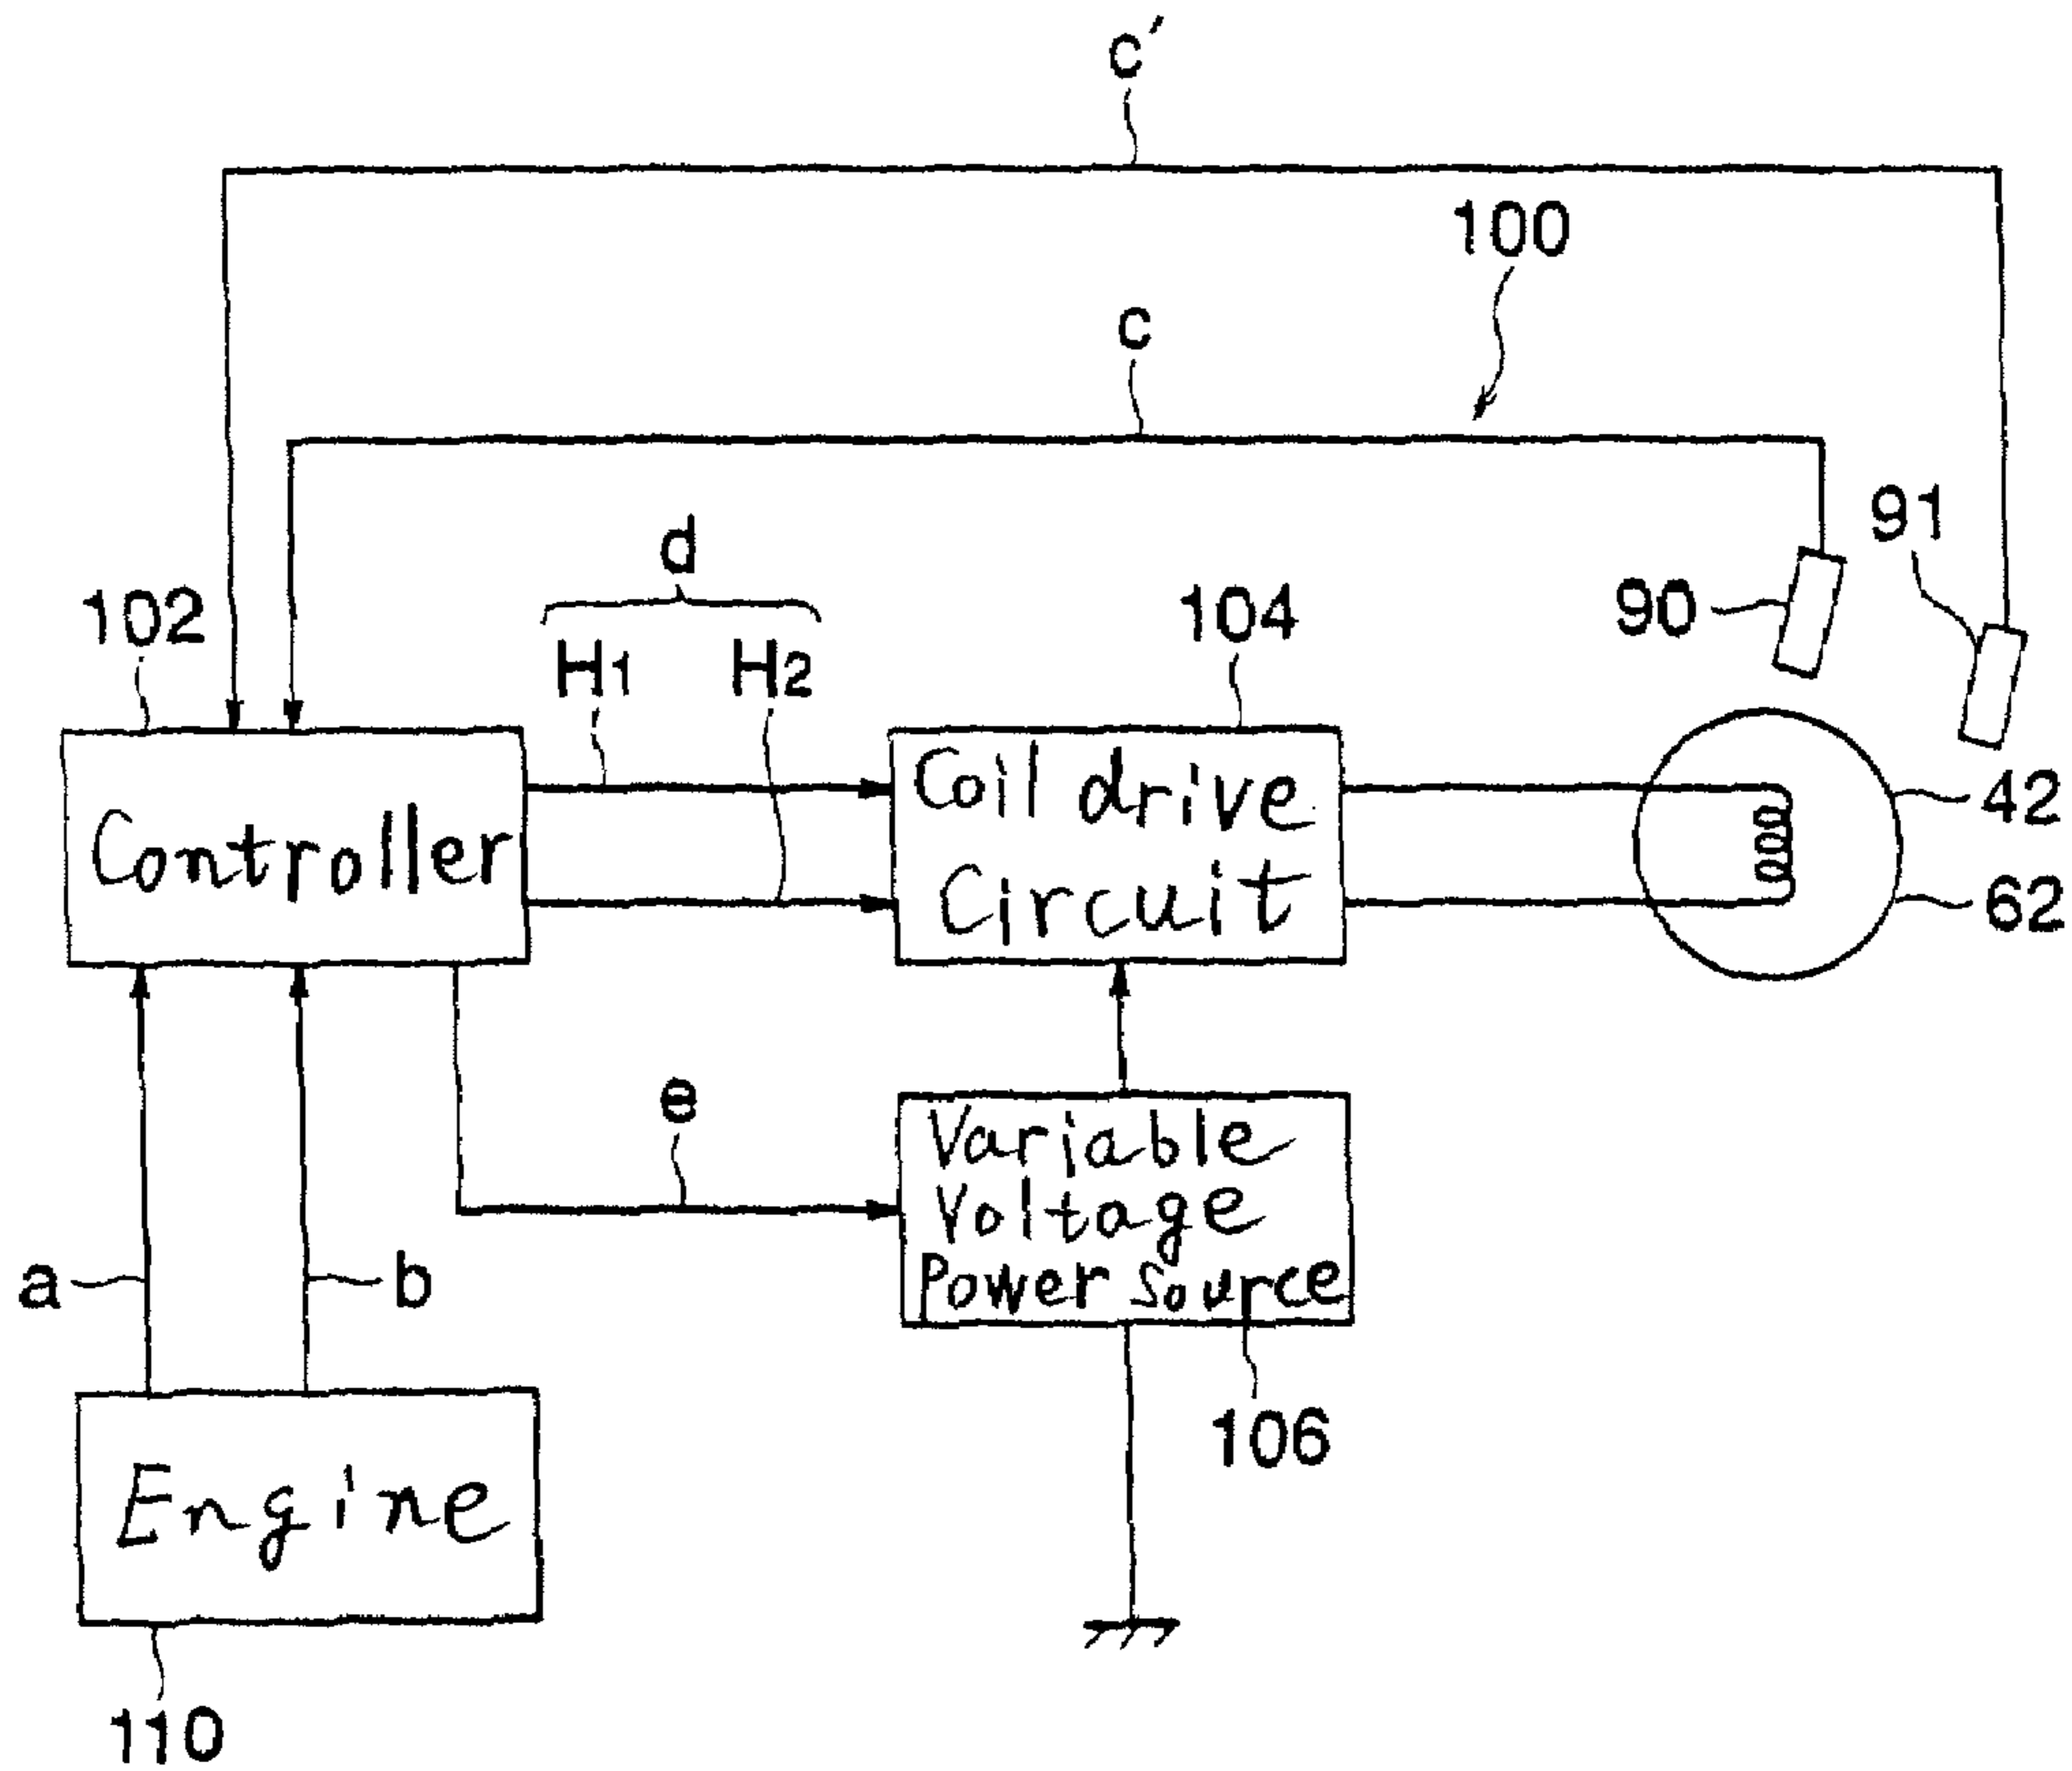 c′
100
c
91
d
90
102
104
H1 H2
Controller
Coil drive
Circuit
42
62
e
Variable
Voltage
Power Source
a
b
106
Engine
110